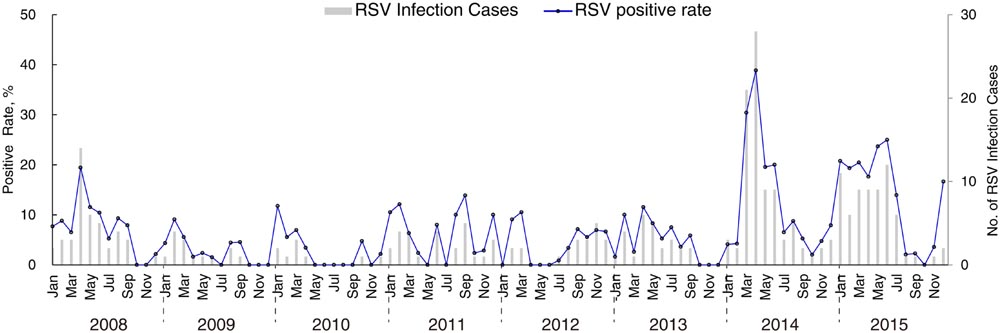 RSV Infection Cases RSV positive rate
50
40
30
20
10
0
Positive Rate, %
30
20
10
0
No. of RSV Infection Cases
Jan Mar May Jul Sep Nov Jan Mar May Jul Sep Nov Jan Mar May Jul Sep Nov Jan Mar May Jul Sep Nov Jan Mar May Jul Sep Nov Jan Mar May Jul Sep Nov Jan Mar May Jul Sep Nov Jan Mar May Jul Sep Nov
2008 2009 2010 2011 2012 2013 2014 2015